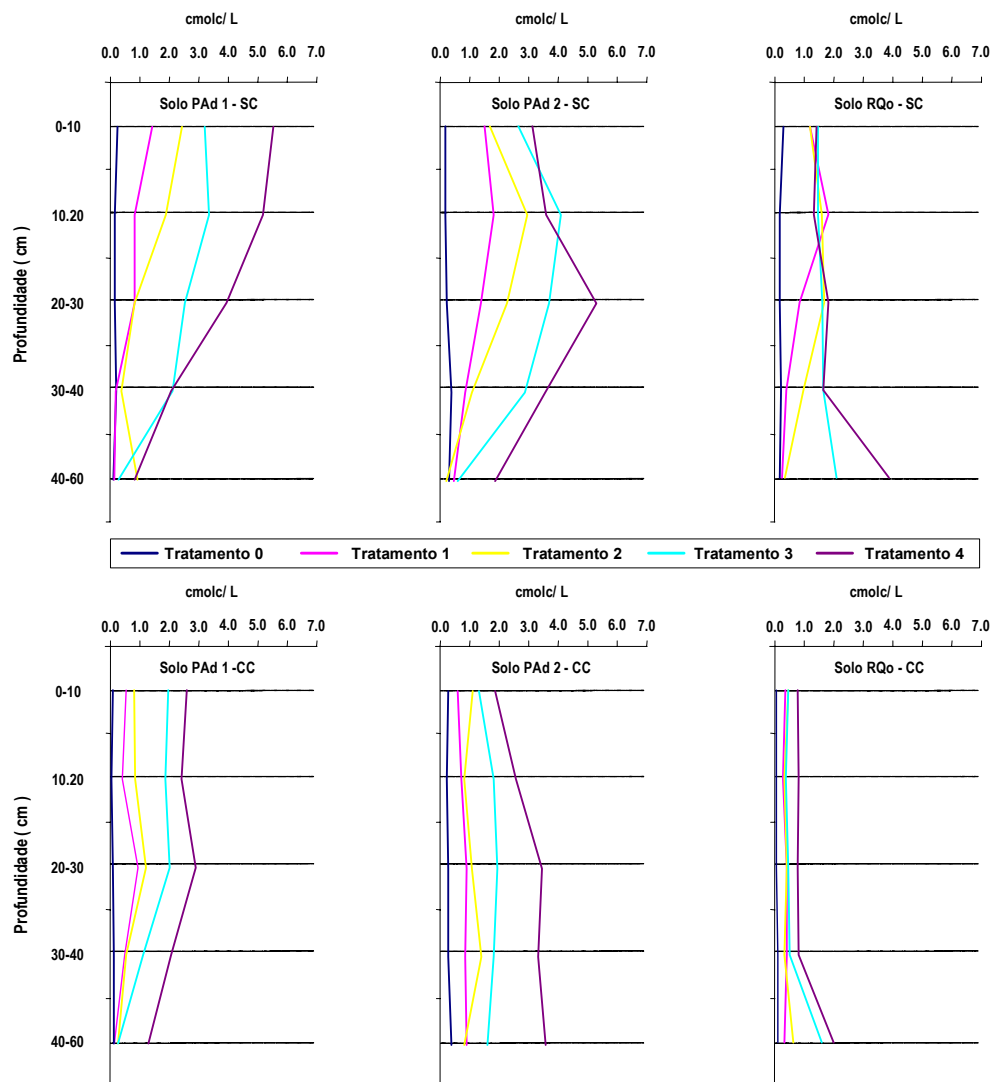 cmolc/ L cmolc/ L cmolc/ L
0.0 1.0 2.0 3.0 4.0 5.0 6.0 7.0 0.0 1.0 2.0 3.0 4.0 5.0 6.0 7.0 0.0 1.0 2.0 3.0 4.0 5.0 6.0 7.0
Solo PAd 1 - SC Solo PAd 2 - SC Solo RQo - SC
Profundidade ( cm )
0-10
10.20
20-30
30-40
40-60
Tratamento 0 Tratamento 1 Tratamento 2 Tratamento 3 Tratamento 4
cmolc/ L cmolc/ L cmolc/ L
0.0 1.0 2.0 3.0 4.0 5.0 6.0 7.0 0.0 1.0 2.0 3.0 4.0 5.0 6.0 7.0 0.0 1.0 2.0 3.0 4.0 5.0 6.0 7.0
Solo PAd 1 -CC Solo PAd 2 - CC Solo RQo - CC
Profundidade ( cm )
0-10
10.20
20-30
30-40
40-60